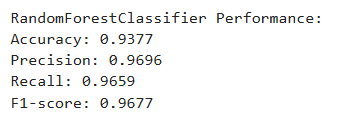 RandomForestClassifier Performance:
Accuracy: 0.9377
Precision: 0.9696
Recall: 0.9659
F1-score: 0.9677